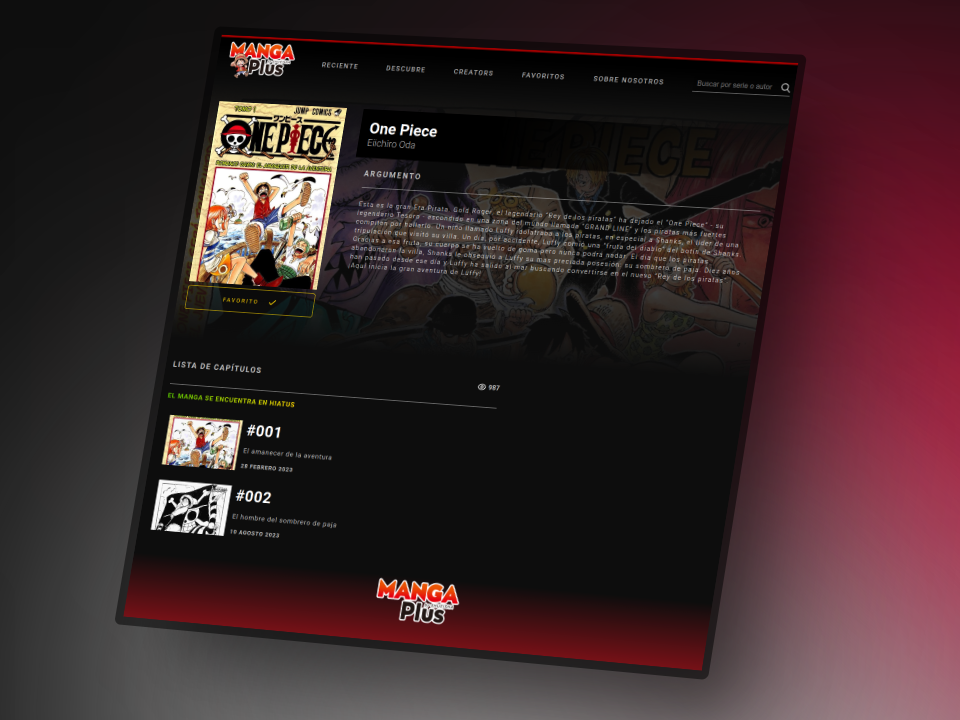 MANGA
Plus
RECIENTE
DESCUBRE
CREATORS
FAVORITOS
SOBRE NOSOTROS
Buscar por serie o autor
TOMO 1
JUMP COMICS
ワンピース
ONE PIECE
ROMANCE DAWN: EL AMANECER DE LA AVENTURA
One Piece
Eiichiro Oda
ARGUMENTO
Esta es la gran Era Pirata. Gold Roger, el legendario "Rey de los piratas" ha dejado el "One Piece" - su
legendario Tesoro - escondido en una zona del mundo llamada "GRAND LINE" y los piratas más fuertes
compiten por hallarlo. Un niño llamado Luffy idolatraba a los piratas, en especial a Shanks, el líder de una
tripulación que visitó su villa. Un día, por accidente, Luffy comió una "fruta del diablo" del botín de Shanks.
Gracias a esa fruta, su cuerpo se ha vuelto de goma pero nunca podrá nadar. El día que los piratas
abandonaron la villa, Shanks le obsequió a Luffy su más preciada posesión, su sombrero de paja. Diez años
han pasado desde ese día y Luffy ha salido al mar buscando convertirse en el nuevo "Rey de los piratas".
¡Aquí inicia la gran aventura de Luffy!
FAVORITO
LISTA DE CAPÍTULOS
987
EL MANGA SE ENCUENTRA EN HIATUS
#001
El amanecer de la aventura
28 FEBRERO 2023
#002
El hombre del sombrero de paja
10 AGOSTO 2023
MANGA
Plus